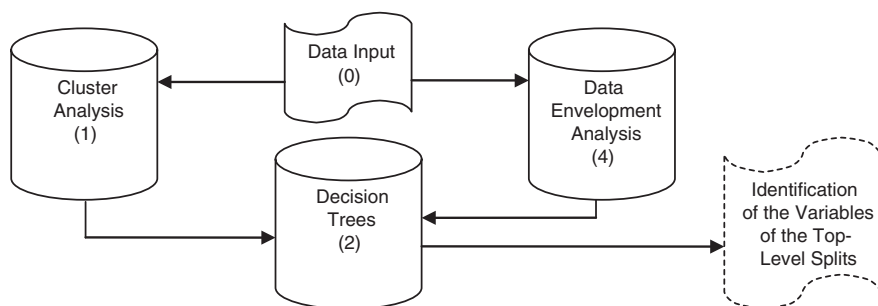 Data Input
(0)
Cluster
Analysis
(1)
Data
Envelopment
Analysis
(4)
Decision
Trees
(2)
Identification
of the Variables
of the Top-
Level Splits